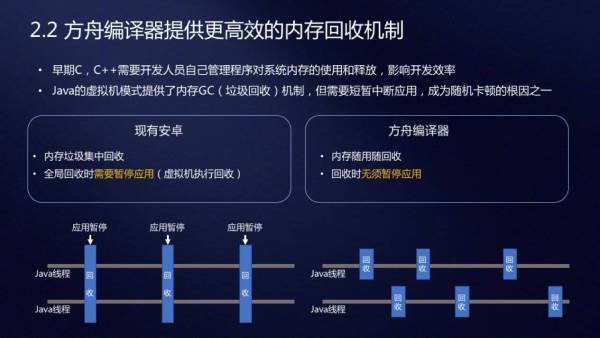 2.2 方舟编译器提供更高效的内存回收机制
• 早期C，C++需要开发人员自己管理程序对系统内存的使用和释放，影响开发效率
• Java的虚拟机模式提供了内存GC（垃圾回收）机制，但需要短暂中断应用，成为随机卡顿的根因之一
现有安卓
• 内存垃圾集中回收
• 全局回收时需要暂停应用（虚拟机执行回收）
方舟编译器
• 内存随用随回收
• 回收时无须暂停应用
应用暂停 应用暂停 应用暂停
Java线程
Java线程
回收
回收
回收
Java线程
回收
回收
回收
回收
Java线程
回收
回收
回收